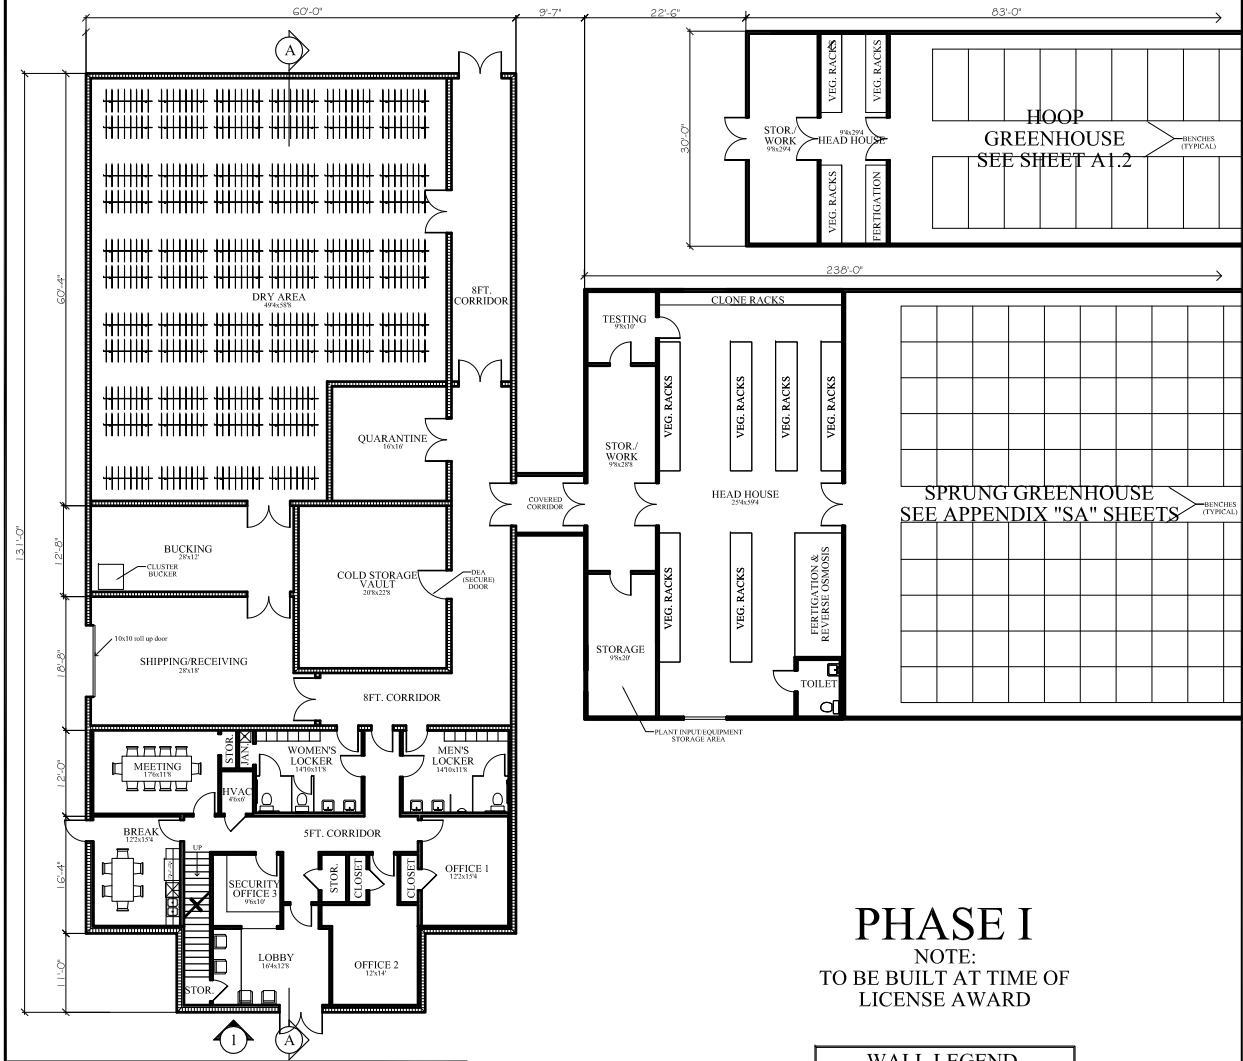 60'-0"
9'-7"
22'-6"
83'-0"
A
131'-0"
60'-4"
12'-8"
18'-8"
12'-0"
16'-4"
11'-0"
DRY AREA
49'4x58'8
8FT.
CORRIDOR
QUARANTINE
16'x16'
BUCKING
28'x12'
CLUSTER
BUCKER
COLD STORAGE
VAULT
20'8x22'8
DEA
(SECURE)
DOOR
COVERED
CORRIDOR
10x10 roll up door
SHIPPING/RECEIVING
28'x18'
8FT. CORRIDOR
MEETING
17'6x11'8
STOR.
JAN.
HVAC
4'6x6'
WOMEN'S
LOCKER
14'10x11'8
MEN'S
LOCKER
14'10x11'8
BREAK
12'2x15'4
UP
5FT. CORRIDOR
SECURITY
OFFICE 3
9'6x10'
STOR.
CLOSET
CLOSET
OFFICE 1
12'2x15'4
LOBBY
16'4x12'8
OFFICE 2
12'x14'
STOR.
1
A
30'-0"
STOR./
WORK
9'8x29'4
VEG. RACKS
VEG. RACKS
9'4x29'4
HEAD HOUSE
VEG. RACKS
FERTIGATION
HOOP
GREENHOUSE
SEE SHEET A1.2
BENCHES
(TYPICAL)
238'-0"
TESTING
9'8x10'
CLONE RACKS
VEG. RACKS
VEG. RACKS
VEG. RACKS
VEG. RACKS
STOR./
WORK
9'8x28'8
HEAD HOUSE
25'4x59'4
SPRUNG GREENHOUSE
SEE APPENDIX "SA" SHEETS
BENCHES
(TYPICAL)
VEG. RACKS
VEG. RACKS
FERTIGATION &
REVERSE OSMOSIS
STORAGE
9'8x20'
TOILET
PLANT INPUT/EQUIPMENT
STORAGE AREA
PHASE I
NOTE:
TO BE BUILT AT TIME OF
LICENSE AWARD
WALL LEGEND